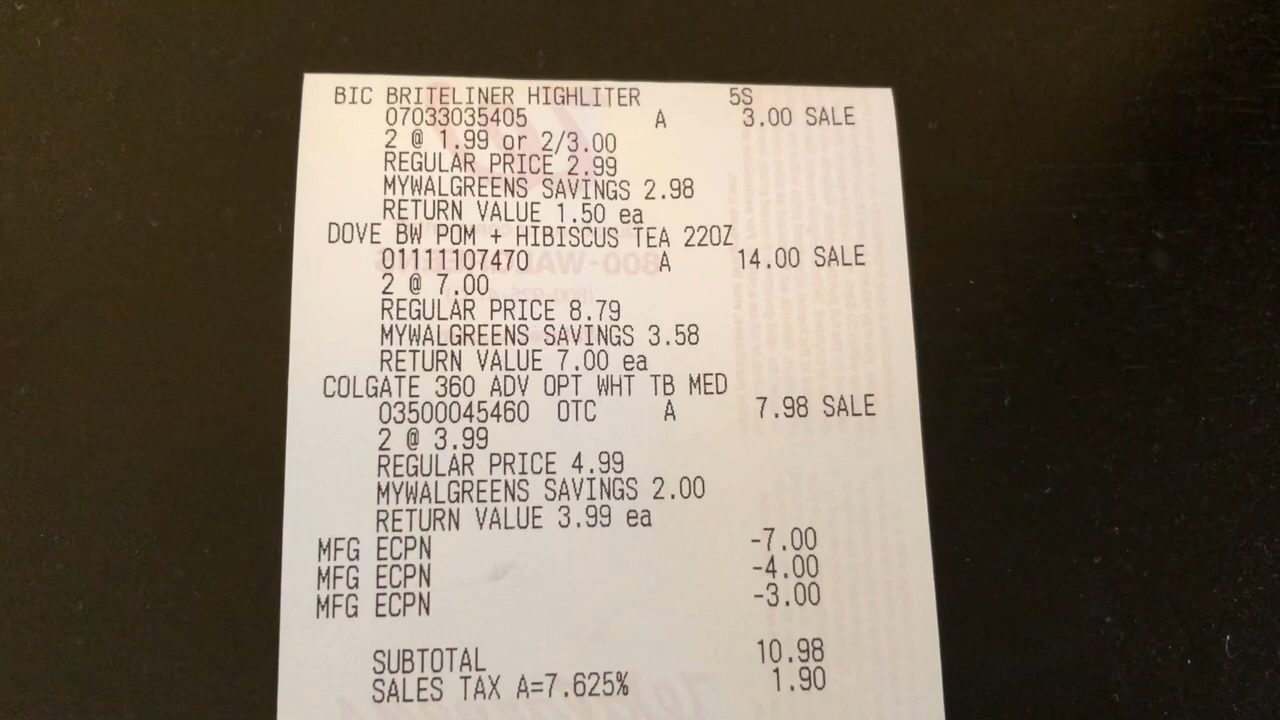 BIC BRITELINER HIGHLITER 5S
07033035405 A 3.00 SALE
2 @ 1.99 or 2/3.00
REGULAR PRICE 2.99
MYWALGREENS SAVINGS 2.98
RETURN VALUE 1.50 ea
DOVE BW POM + HIBISCUS TEA 22OZ
01111107470 A 14.00 SALE
2 @ 7.00
REGULAR PRICE 8.79
MYWALGREENS SAVINGS 3.58
RETURN VALUE 7.00 ea
COLGATE 360 ADV OPT WHT TB MED
03500045460 OTC A 7.98 SALE
2 @ 3.99
REGULAR PRICE 4.99
MYWALGREENS SAVINGS 2.00
RETURN VALUE 3.99 ea
MFG ECPN -7.00
MFG ECPN -4.00
MFG ECPN -3.00
SUBTOTAL 10.98
SALES TAX A=7.625% 1.90